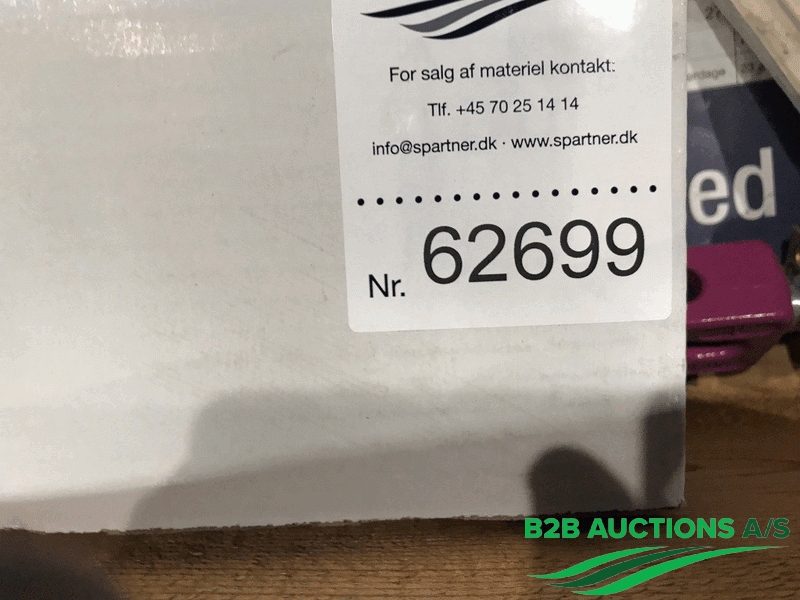 For salg af materiel kontakt:
Tlf. +45 70 25 14 14
info@spartner.dk · www.spartner.dk
Nr. 62699
ed
B2B AUCTIONS A/S